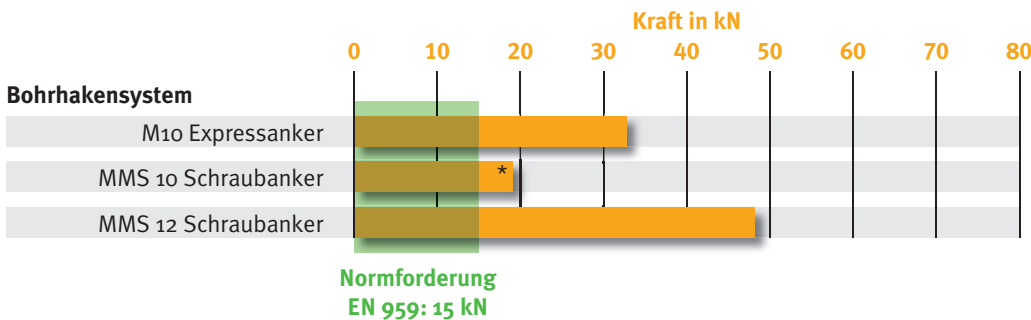 Kraft in kN
0 10 20 30 40 50 60 70 80
Bohrhakensystem
M10 Expressanker
MMS 10 Schraubanker *
MMS 12 Schraubanker
Normforderung
EN 959: 15 kN